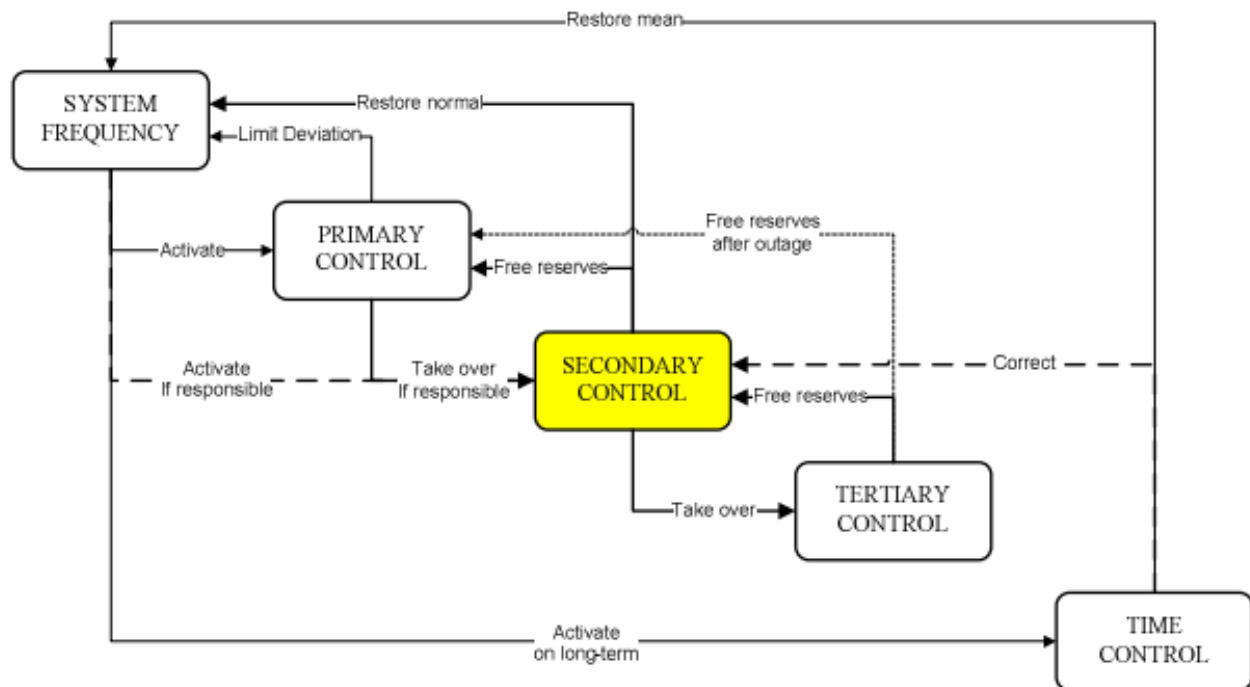 Restore mean
SYSTEM
FREQUENCY
Restore normal
Limit Deviation
PRIMARY
CONTROL
Free reserves
after outage
Activate
Free reserves
Activate
If responsible
Take over
If responsible
SECONDARY
CONTROL
Correct
Free reserves
Take over
TERTIARY
CONTROL
Activate
on long-term
TIME
CONTROL